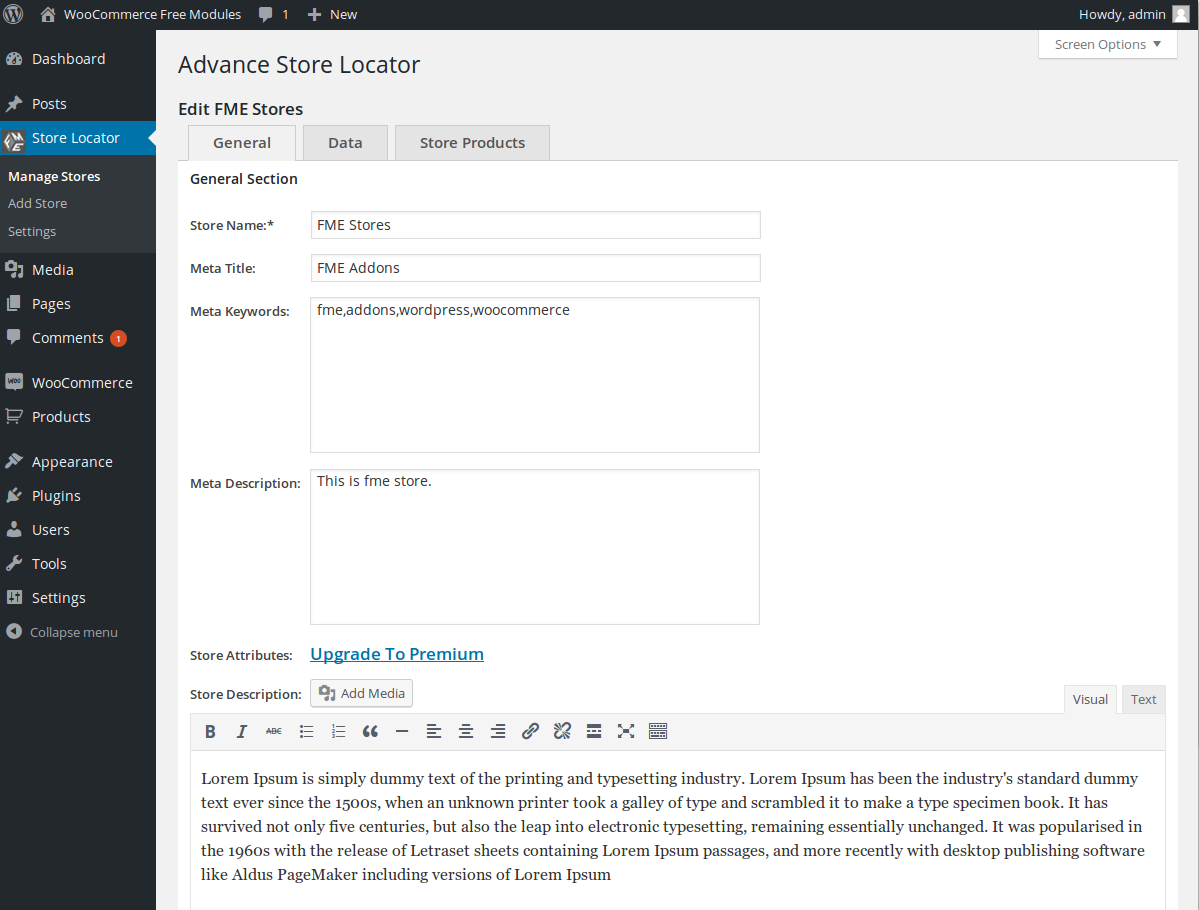 WooCommerce Free Modules 1 New Howdy, admin
Screen Options
Dashboard
Posts
Store Locator
Manage Stores
Add Store
Settings
Media
Pages
Comments 1
WooCommerce
Products
Appearance
Plugins
Users
Tools
Settings
Collapse menu
Advance Store Locator
Edit FME Stores
General Data Store Products
General Section
Store Name:* FME Stores
Meta Title: FME Addons
Meta Keywords: fme,addons,wordpress,woocommerce
Meta Description: This is fme store.
Store Attributes: Upgrade To Premium
Store Description: Add Media
Visual Text
B I ABC
Lorem Ipsum is simply dummy text of the printing and typesetting industry. Lorem Ipsum has been the industry's standard dummy
text ever since the 1500s, when an unknown printer took a galley of type and scrambled it to make a type specimen book. It has
survived not only five centuries, but also the leap into electronic typesetting, remaining essentially unchanged. It was popularised in
the 1960s with the release of Letraset sheets containing Lorem Ipsum passages, and more recently with desktop publishing software
like Aldus PageMaker including versions of Lorem Ipsum